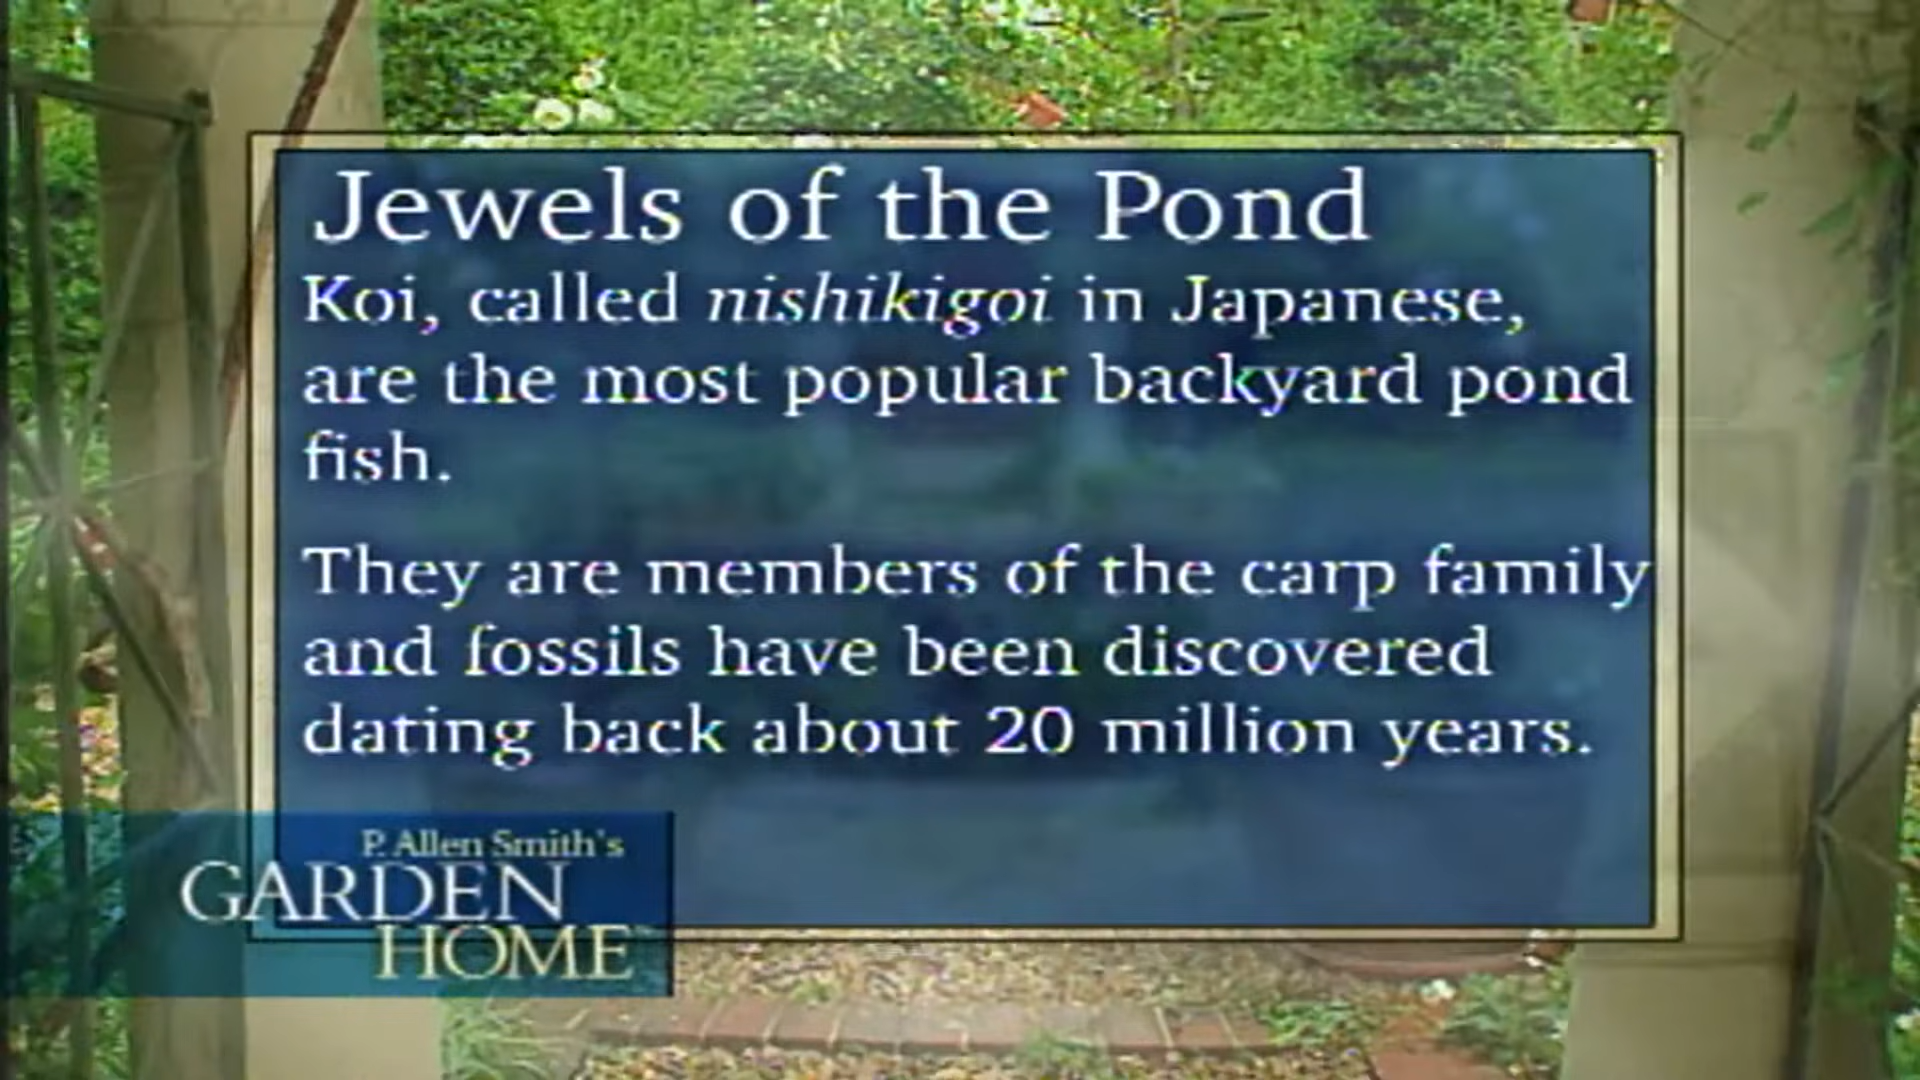 Jewels of the Pond
Koi, called nishikigoi in Japanese,
are the most popular backyard pond
fish.
They are members of the carp family
and fossils have been discovered
dating back about 20 million years.
P. Allen Smith's
GARDEN
HOME